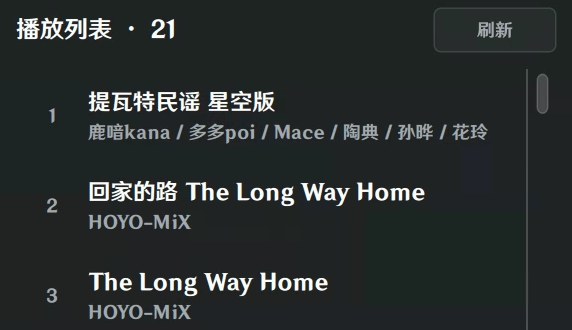 播放列表 · 21
刷新
1
提瓦特民谣 星空版
鹿喑kana / 多多poi / Mace / 陶典 / 孙晔 / 花玲
2
回家的路 The Long Way Home
HOYO-MiX
3
The Long Way Home
HOYO-MiX